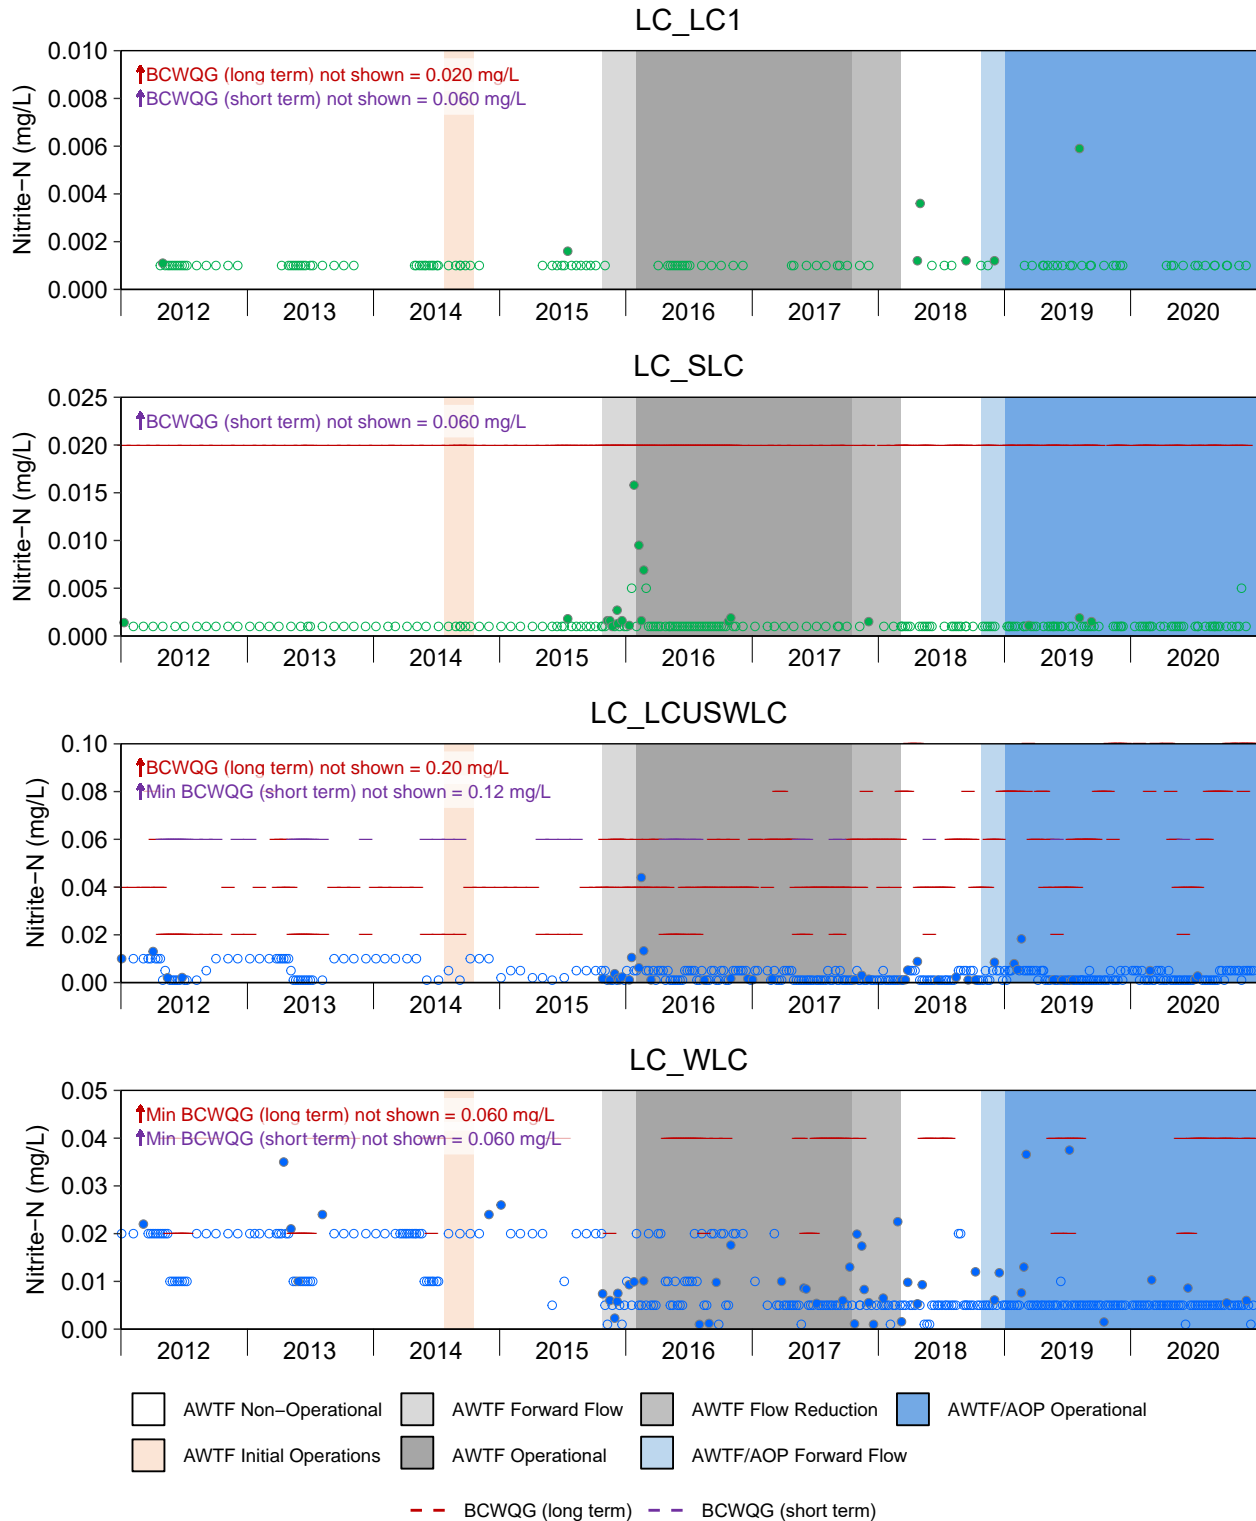 LC_LC1
Nitrite−N (mg/L)
0.010
0.008
0.006
0.004
0.002
0.000
BCWQG (long term) not shown = 0.020 mg/L
BCWQG (short term) not shown = 0.060 mg/L
2012 2013 2014 2015 2016 2017 2018 2019 2020
LC_SLC
Nitrite−N (mg/L)
0.025
0.020
0.015
0.010
0.005
0.000
BCWQG (short term) not shown = 0.060 mg/L
2012 2013 2014 2015 2016 2017 2018 2019 2020
LC_LCUSWLC
Nitrite−N (mg/L)
0.10
0.08
0.06
0.04
0.02
0.00
BCWQG (long term) not shown = 0.20 mg/L
Min BCWQG (short term) not shown = 0.12 mg/L
2012 2013 2014 2015 2016 2017 2018 2019 2020
LC_WLC
Nitrite−N (mg/L)
0.05
0.04
0.03
0.02
0.01
0.00
Min BCWQG (long term) not shown = 0.060 mg/L
Min BCWQG (short term) not shown = 0.060 mg/L
2012 2013 2014 2015 2016 2017 2018 2019 2020
AWTF Non−Operational AWTF Forward Flow AWTF Flow Reduction AWTF/AOP Operational
AWTF Initial Operations AWTF Operational AWTF/AOP Forward Flow
BCWQG (long term) BCWQG (short term)